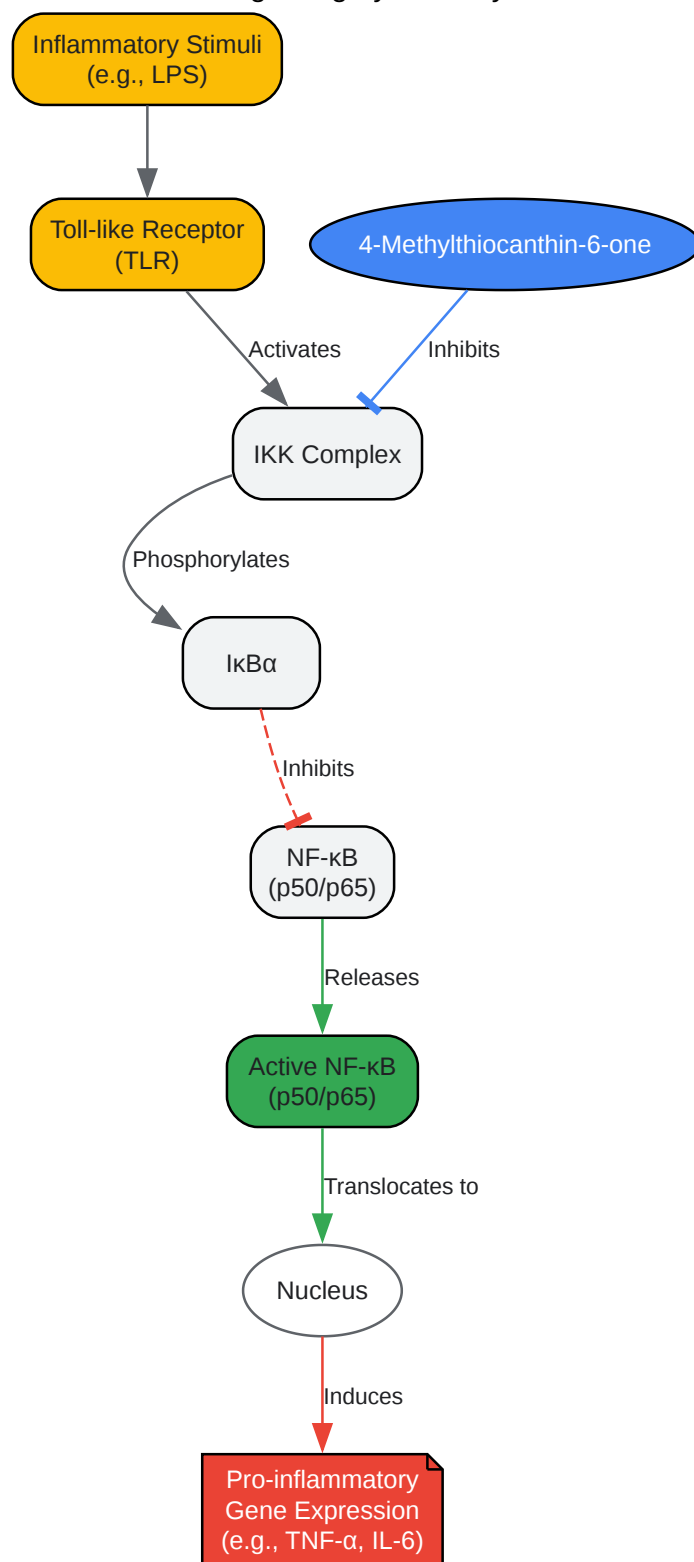 Inflammatory Stimuli
(e.g., LPS)
Toll-like Receptor
(TLR)
4-Methylthiocanthin-6-one
Activates
Inhibits
IKK Complex
Phosphorylates
IκBα
Inhibits
NF-κB
(p50/p65)
Releases
Active NF-κB
(p50/p65)
Translocates to
Nucleus
Induces
Pro-inflammatory
Gene Expression
(e.g., TNF-α, IL-6)